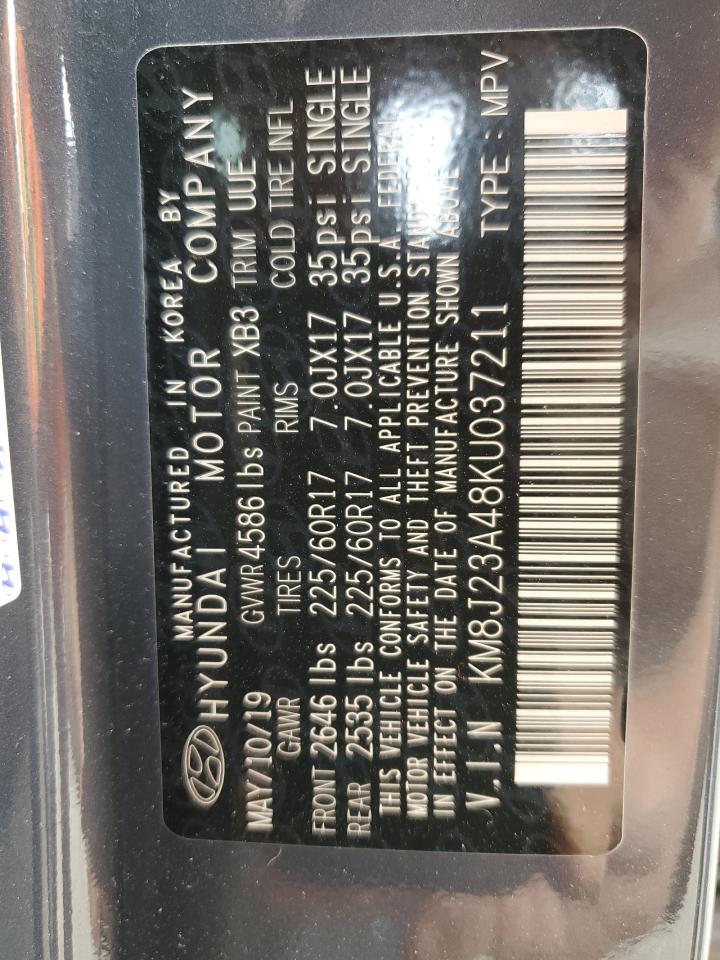 MANUFACTURED IN KOREA BY
HYUNDAI MOTOR COMPANY
MAY/10/19 GVWR 4586 lbs PAINT XB3 TRIM UUE
GAWR TIRES RIMS COLD TIRE INFL
FRONT 2646 lbs 225/60R17 7.0JX17 35psi SINGLE
REAR 2535 lbs 225/60R17 7.0JX17 35psi SINGLE
THIS VEHICLE CONFORMS TO ALL APPLICABLE U.S.A. FEDERAL
MOTOR VEHICLE SAFETY AND THEFT PREVENTION
IN EFFECT ON THE DATE OF MANUFACTURE SHOWN ABOVE
V.I.N KM8J23A48KU037211 TYPE : MPV